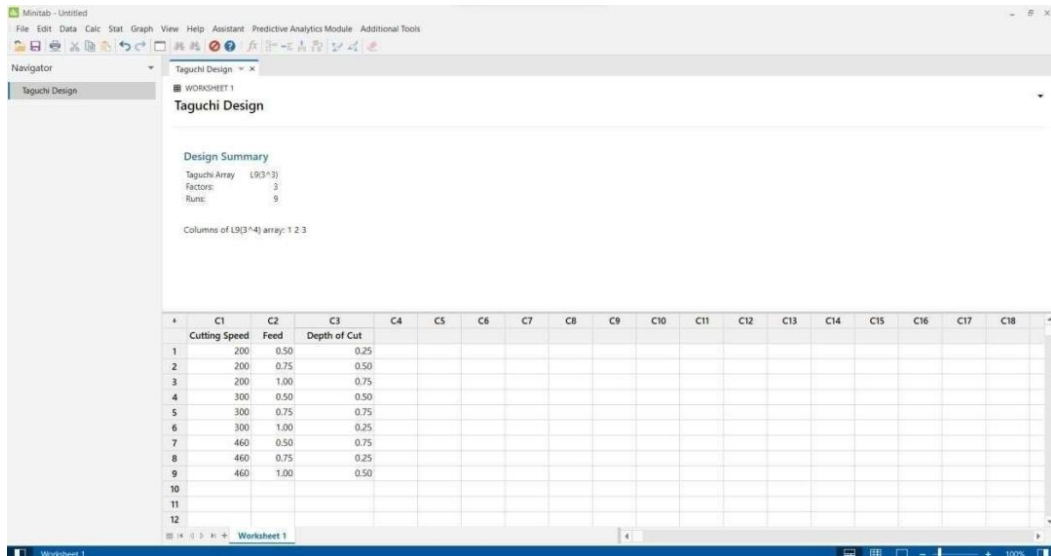 Minitab - Untitled
File Edit Data Calc Stat Graph View Help Assistant Predictive Analytics Module Additional Tools
Navigator
Taguchi Design
Taguchi Design
WORKSHEET 1
Taguchi Design
Design Summary
Taguchi Array L9(3^3)
Factors: 3
Runs: 9
Columns of L9(3^4) array: 1 2 3
+ C1 C2 C3 C4 C5 C6 C7 C8 C9 C10 C11 C12 C13 C14 C15 C16 C17 C18
Cutting Speed Feed Depth of Cut
1 200 0.50 0.25
2 200 0.75 0.50
3 200 1.00 0.75
4 300 0.50 0.50
5 300 0.75 0.75
6 300 1.00 0.25
7 460 0.50 0.75
8 460 0.75 0.25
9 460 1.00 0.50
10
11
12
Worksheet 1
Worksheet 1 100%